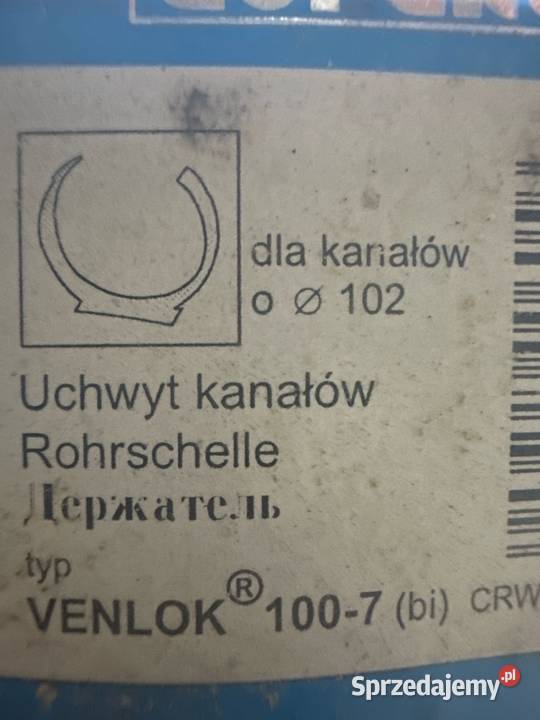 dla kanałów
o ⌀ 102
Uchwyt kanałów
Rohrschelle
Держатель
typ
VENLOK® 100-7 (bi) CRW
Sprzedajemy.pl